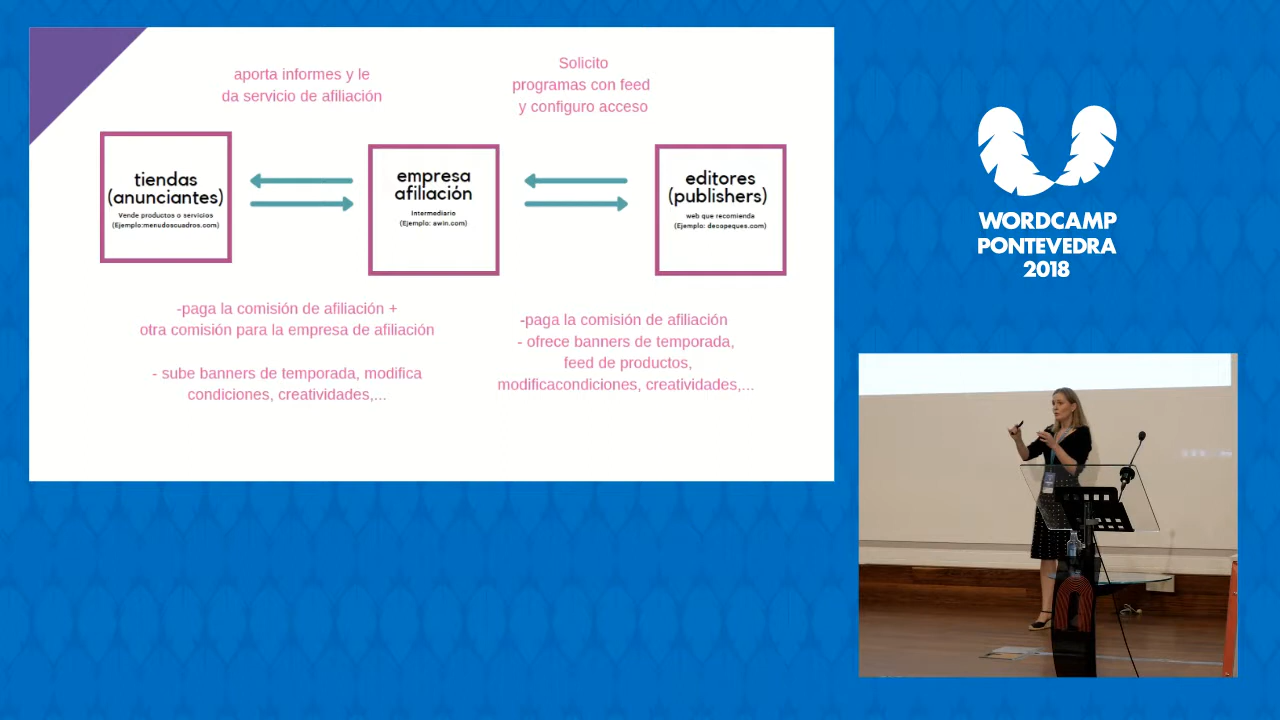 aporta informes y le
da servicio de afiliación
Solicito
programas con feed
y configuro acceso
tiendas
(anunciantes)
Vende productos o servicios
(Ejemplo:menudoscuadros.com)
empresa
afiliación
Intermediario
(Ejemplo: awin.com)
editores
(publishers)
web que recomienda
(Ejemplo: decopeques.com)
-paga la comisión de afiliación +
otra comisión para la empresa de afiliación
- sube banners de temporada, modifica
condiciones, creatividades,...
-paga la comisión de afiliación
- ofrece banners de temporada,
feed de productos,
modificacondiciones, creatividades,...
WORDCAMP
PONTEVEDRA
2018